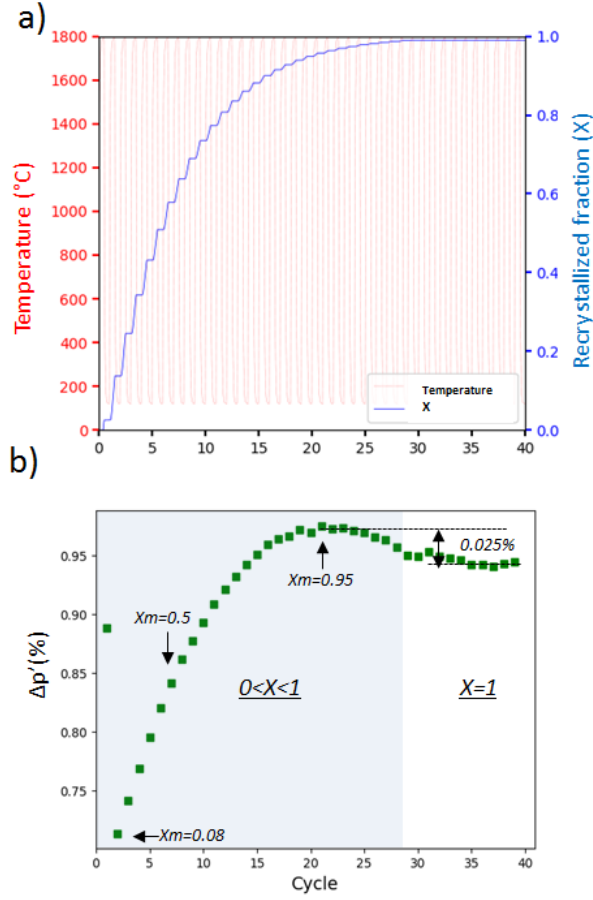 a)
1800
1600
1400
1200
1000
800
600
400
200
0
Temperature (°C)
1.0
0.8
0.6
0.4
0.2
0.0
Recrystallized fraction (X)
Temperature
X
0 5 10 15 20 25 30 35 40
b)
0.95
0.90
0.85
0.80
0.75
Δp'(%)
0.025%
Xm=0.95
Xm=0.5
0<X<1
X=1
Xm=0.08
0 5 10 15 20 25 30 35 40
Cycle